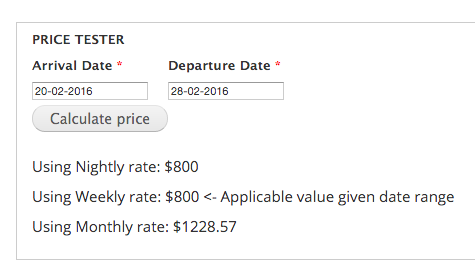 PRICE TESTER
Arrival Date * Departure Date *
20-02-2016 28-02-2016
Calculate price
Using Nightly rate: $800
Using Weekly rate: $800 <- Applicable value given date range
Using Monthly rate: $1228.57